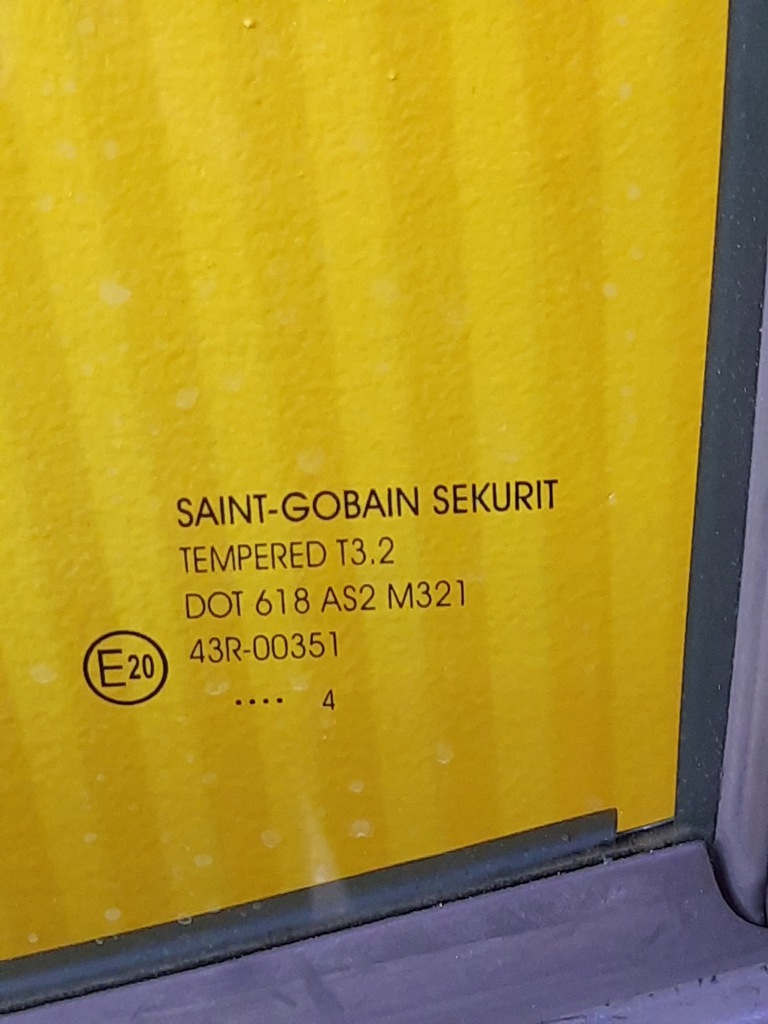 SAINT-GOBAIN SEKURIT
TEMPERED T3.2
DOT 618 AS2 M321
E20 43R-00351
.... 4